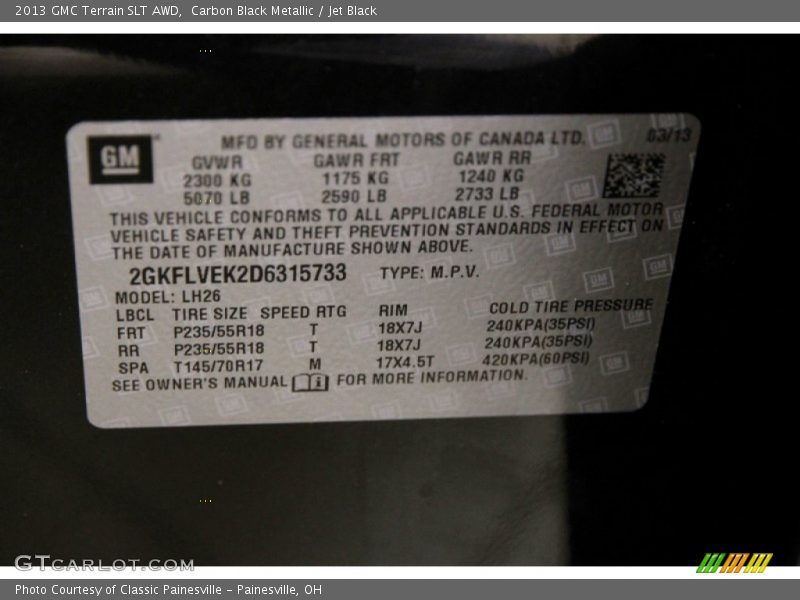 2013 GMC Terrain SLT AWD, Carbon Black Metallic / Jet Black
GM
MFD BY GENERAL MOTORS OF CANADA LTD. 03/13
GVWR GAWR FRT GAWR RR
2300 KG 1175 KG 1240 KG
5070 LB 2590 LB 2733 LB
THIS VEHICLE CONFORMS TO ALL APPLICABLE U.S. FEDERAL MOTOR
VEHICLE SAFETY AND THEFT PREVENTION STANDARDS IN EFFECT ON
THE DATE OF MANUFACTURE SHOWN ABOVE.
2GKFLVEK2D6315733 TYPE: M.P.V.
MODEL: LH26
LBCL TIRE SIZE SPEED RTG RIM COLD TIRE PRESSURE
FRT P235/55R18 T 18X7J 240KPA(35PSI)
RR P235/55R18 T 18X7J 240KPA(35PSI)
SPA T145/70R17 M 17X4.5T 420KPA(60PSI)
SEE OWNER'S MANUAL FOR MORE INFORMATION.
GTCARLOT.COM
Photo Courtesy of Classic Painesville - Painesville, OH